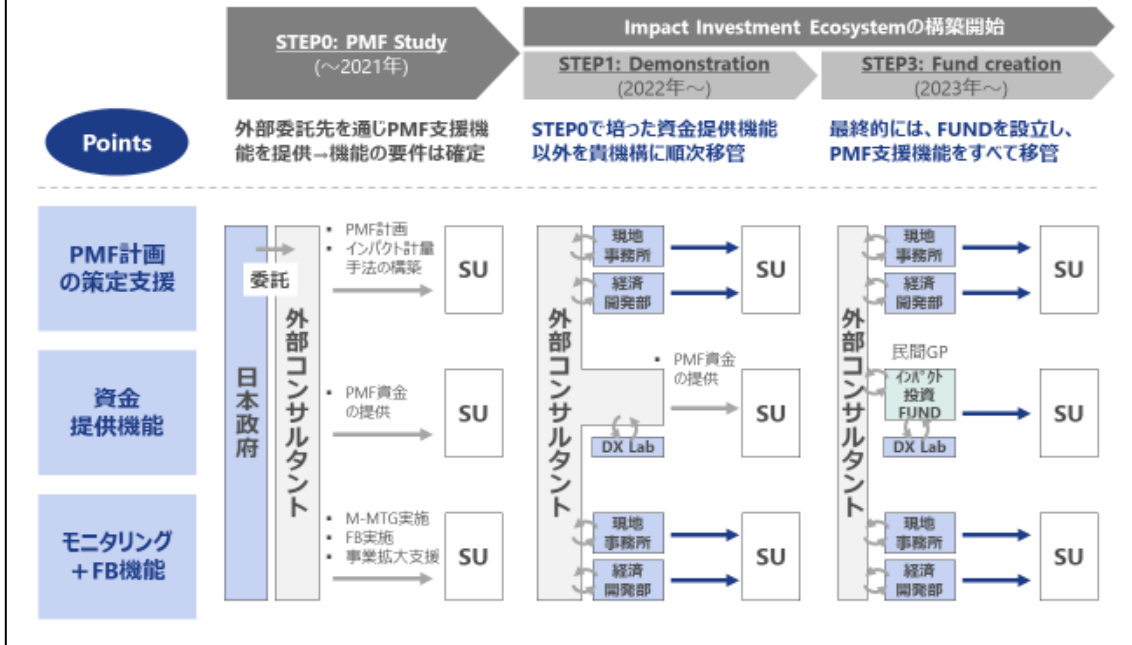 STEP0: PMF Study
(～2021年)
Impact Investment Ecosystemの構築開始
STEP1: Demonstration
(2022年～)
STEP3: Fund creation
(2023年～)
Points
外部委託先を通じPMF支援機
能を提供→機能の要件は確定
STEP0で培った資金提供機能
以外を貴機構に順次移管
最終的には、FUNDを設立し、
PMF支援機能をすべて移管
PMF計画
の策定支援
資金
提供機能
モニタリング
＋FB機能
日本政府
委託
外部コンサルタント
▪ PMF計画
▪ インパクト計量
手法の構築
SU
▪ PMF資金
の提供
SU
▪ M-MTG実施
▪ FB実施
▪ 事業拡大支援
SU
外部コンサルタント
現地
事務所
経済
開発部
SU
▪ PMF資金
の提供
DX Lab
SU
現地
事務所
経済
開発部
SU
外部コンサルタント
現地
事務所
経済
開発部
SU
民間GP
インパクト
投資
FUND
DX Lab
SU
現地
事務所
経済
開発部
SU